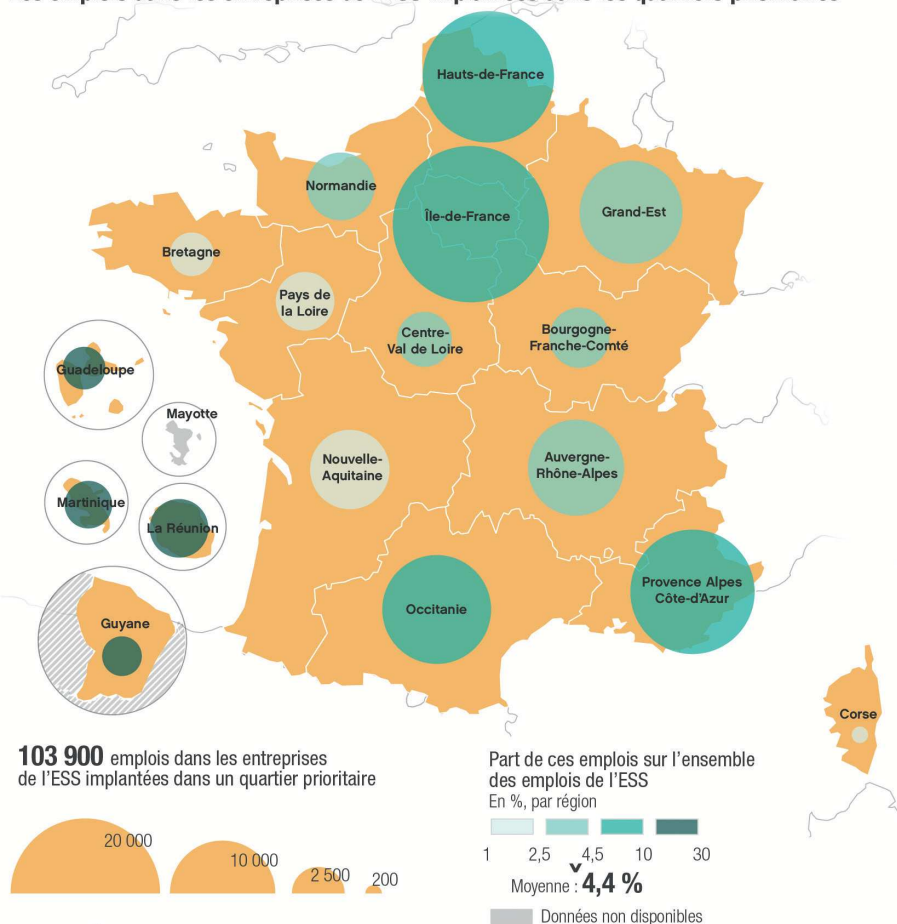 Hauts-de-France
Normandie
Île-de-France
Grand-Est
Bretagne
Pays de
la Loire
Centre-
Val de Loire
Bourgogne-
Franche-Comté
Guadeloupe
Mayotte
Nouvelle-
Aquitaine
Auvergne-
Rhône-Alpes
Martinique
La Réunion
Provence Alpes
Côte-d'Azur
Occitanie
Guyane
Corse
103 900 emplois dans les entreprises
de l'ESS implantées dans un quartier prioritaire
20 000
10 000
2 500
200
Part de ces emplois sur l'ensemble
des emplois de l'ESS
En %, par région
1 2,5 4,5 10 30
Moyenne : 4,4 %
Données non disponibles